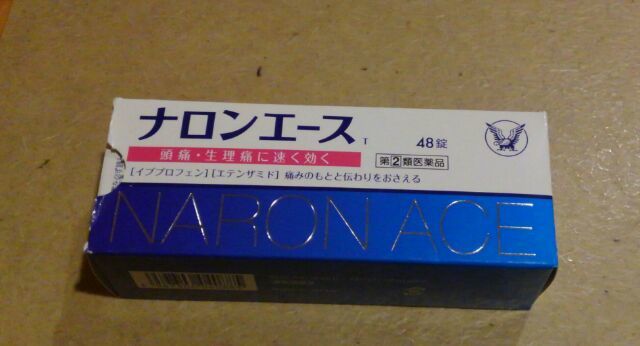 ナロンエースT
48錠
頭痛・生理痛に速く効く
指定第②類医薬品
[イブプロフェン][エテンザミド] 痛みのもとと伝わりをおさえる
NARON ACE